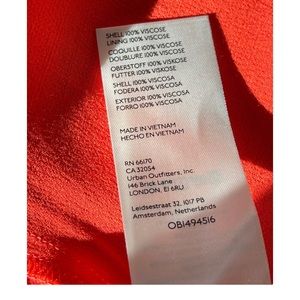 SHELL 100% VISCOSE
LINING 100% VISCOSE
COQUILLE 100% VISCOSE
DOUBLURE 100% VISCOSE
OBERSTOFF 100% VISKOSE
FUTTER 100% VISKOSE
SHELL 100% VISCOSA
FODERA 100% VISCOSA
EXTERIOR 100% VISCOSA
FORRO 100% VISCOSA
MADE IN VIETNAM
HECHO EN VIETNAM
RN 66170
CA 32054
Urban Outfitters, Inc.
146 Brick Lane
LONDON, E1 6RU
Leidsestraat 32, 1017 PB
Amsterdam, Netherlands
OB1494516